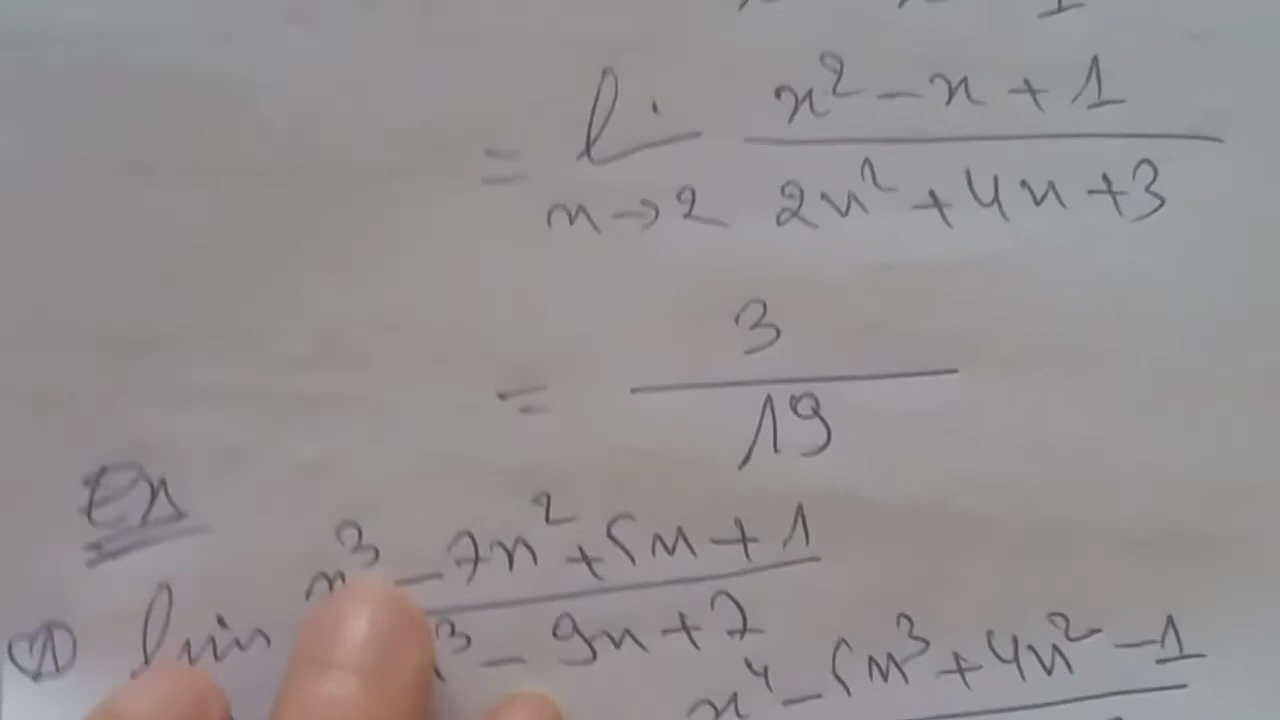 = lim x² - x + 1
x→2 2x² + 4x + 3
= 3
19
Ex
① lim x³ - 7x² + 5x + 1
³ - 9x + 7
x⁴ - 5x³ + 4x² - 1